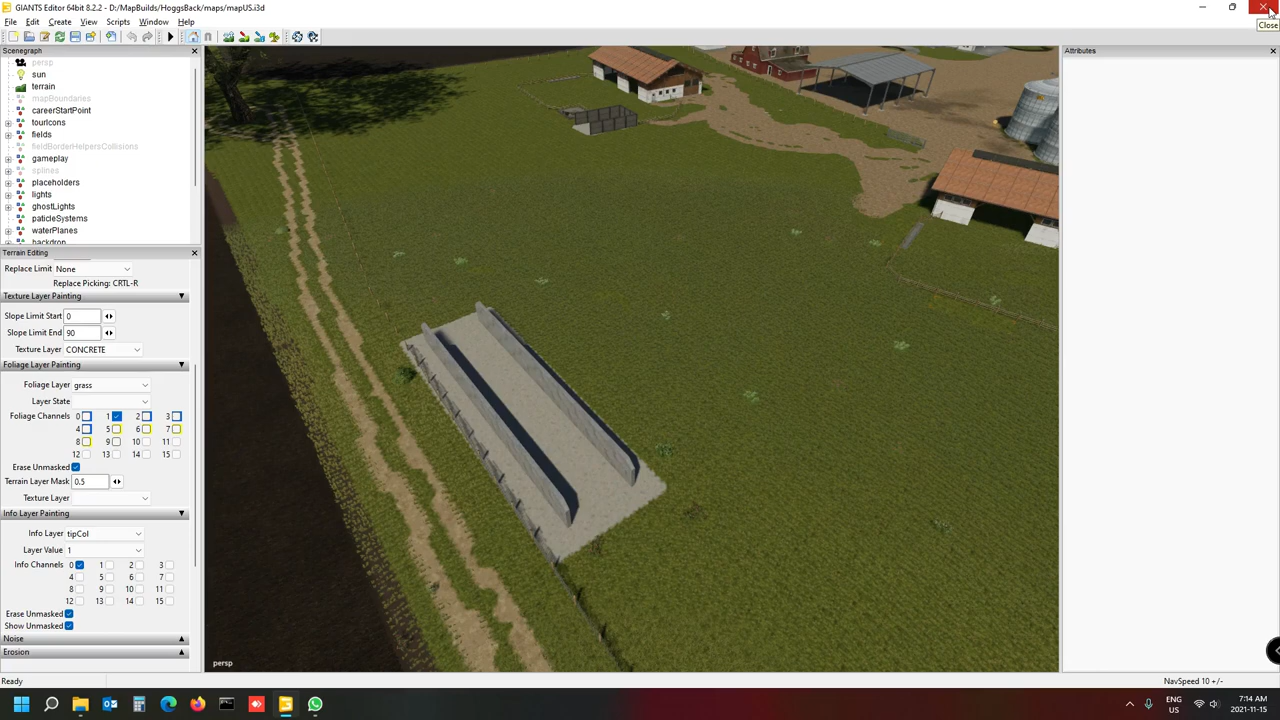 GIANTS Editor 64bit 8.2.2 - D:/MapBuilds/HoggsBack/maps/mapUS.i3d
Close
File Edit Create View Scripts Window Help
Scenegraph
persp
sun
terrain
mapBoundaries
careerStartPoint
tourIcons
fields
fieldBorderHelpersCollisions
gameplay
splines
placeholders
lights
ghostLights
paticleSystems
waterPlanes
backdrop
Terrain Editing
Replace Limit None
Replace Picking: CRTL-R
Texture Layer Painting
Slope Limit Start 0
Slope Limit End 90
Texture Layer CONCRETE
Foliage Layer Painting
Foliage Layer grass
Layer State
Foliage Channels 0 1 2 3
4 5 6 7
8 9 10 11
12 13 14 15
Erase Unmasked
Terrain Layer Mask 0.5
Texture Layer
Info Layer Painting
Info Layer tipCol
Layer Value 1
Info Channels 0 1 2 3
4 5 6 7
8 9 10 11
12 13 14 15
Erase Unmasked
Show Unmasked
Noise
Erosion
persp
Attributes
Ready
NavSpeed 10 +/-
ENG
US
7:14 AM
2021-11-15